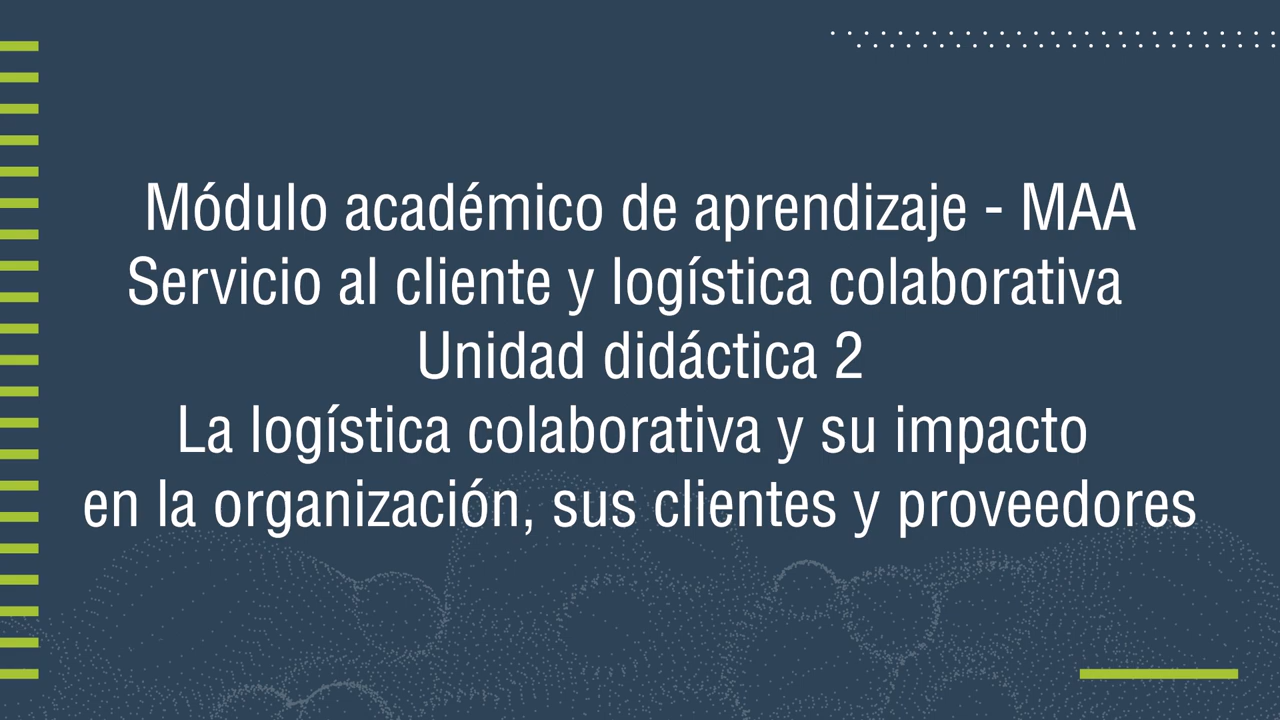 Módulo académico de aprendizaje - MAA
Servicio al cliente y logística colaborativa
Unidad didáctica 2
La logística colaborativa y su impacto
en la organización, sus clientes y proveedores